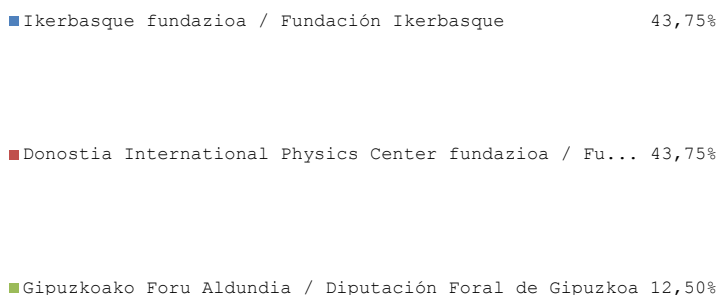 Ikerbasque fundazioa / Fundación Ikerbasque 43,75%
Donostia International Physics Center fundazioa / Fu... 43,75%
Gipuzkoako Foru Aldundia / Diputación Foral de Gipuzkoa 12,50%